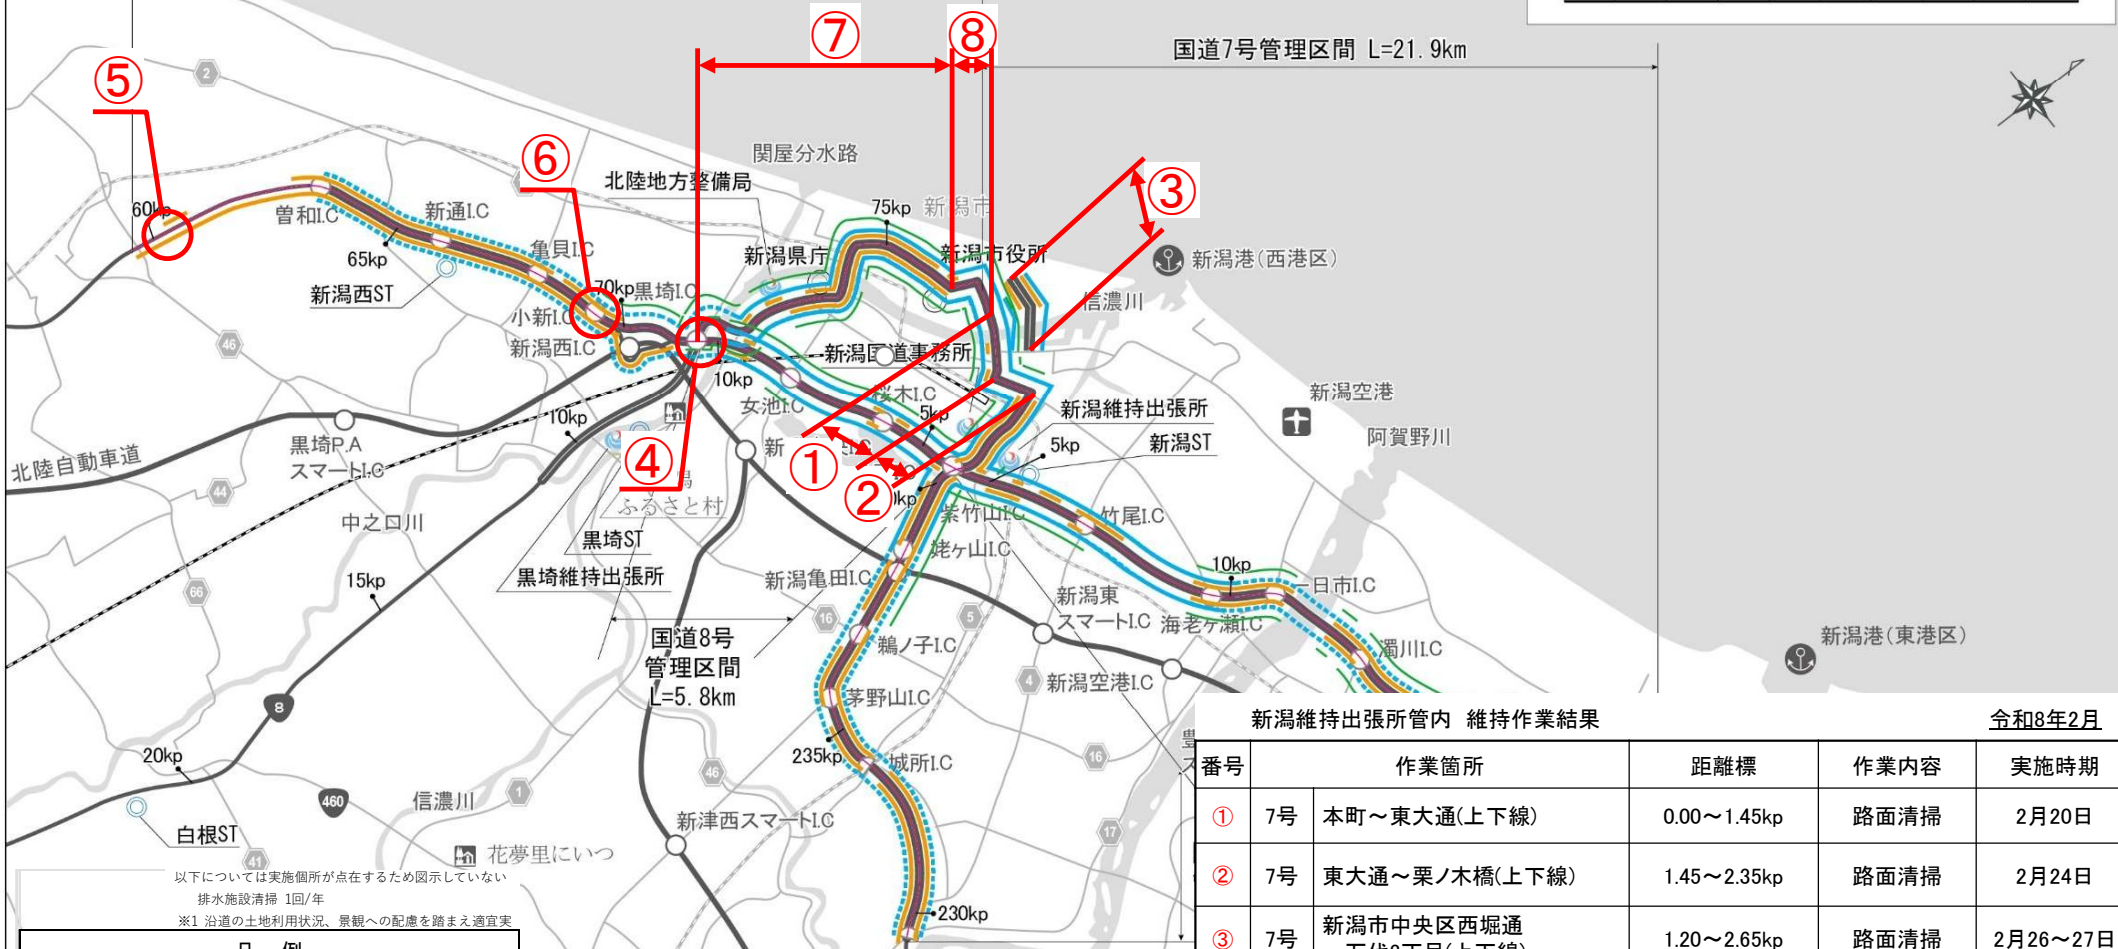 国道7号管理区間 L=21.9km
⑦
⑧
⑤
2
関屋分水路
⑥
北陸地方整備局
③
60kp
曽和I.C
新通I.C
75kp
新潟市
亀貝I.C
新潟県庁
新潟市役所
新潟港(西港区)
65kp
新潟西ST
70kp
黒埼I.C
信濃川
小新I.C
新潟西I.C
46
新潟国道事務所
10kp
桜木I.C
新潟空港
女池I.C
5kp
新潟維持出張所
10kp
阿賀野川
黒埼P.A
スマートI.C
北陸自動車道
新潟ST
5kp
④
①
②
44
ふるさと村
中之口川
紫竹山I.C
竹尾I.C
黒埼ST
姥ヶ山I.C
黒埼維持出張所
新潟亀田I.C
10kp
一日市I.C
15kp
66
新潟東
スマートI.C
海老ヶ瀬I.C
16
5
国道8号
管理区間
L=5.8km
鵜ノ子I.C
濁川I.C
新潟港(東港区)
4
新潟空港I.C
茅野山I.C
8
235kp
城所I.C
16
20kp
46
460
信濃川
1
新津西スマートI.C
17
白根ST
41
花夢里にいつ
230kp
以下については実施個所が点在するため図示していない
排水施設清掃 1回/年
※1 沿道の土地利用状況、景観への配慮を踏まえ適宜実
凡 例
新潟維持出張所管内 維持作業結果 令和8年2月
番号 作業箇所 距離標 作業内容 実施時期
① 7号 本町～東大通(上下線) 0.00～1.45kp 路面清掃 2月20日
② 7号 東大通～栗ノ木橋(上下線) 1.45～2.35kp 路面清掃 2月24日
③ 7号 新潟市中央区西堀通 1.20～2.65kp 路面清掃 2月26～27日